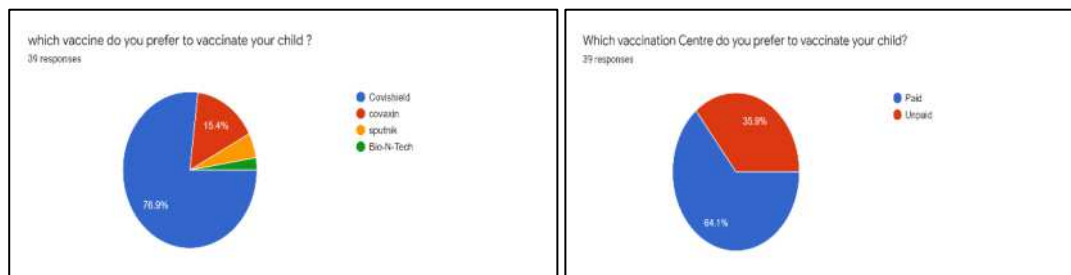 which vaccine do you prefer to vaccinate your child ?
39 responses
Covishield
covaxin
sputnik
Bio-N-Tech
15.4%
76.9%
Which vaccination Centre do you prefer to vaccinate your child?
39 responses
Paid
Unpaid
35.9%
64.1%